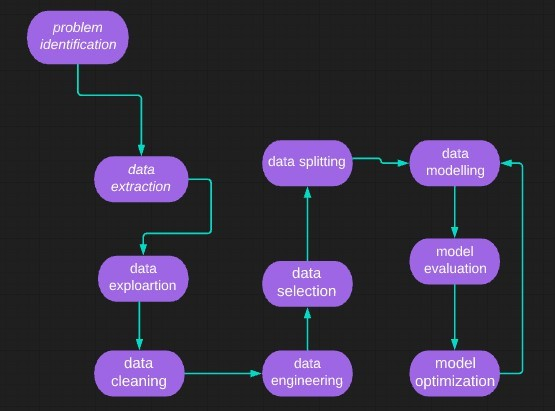 problem
identification
data
extraction
data
exploartion
data
cleaning
data
engineering
data
selection
data splitting
data
modelling
model
evaluation
model
optimization